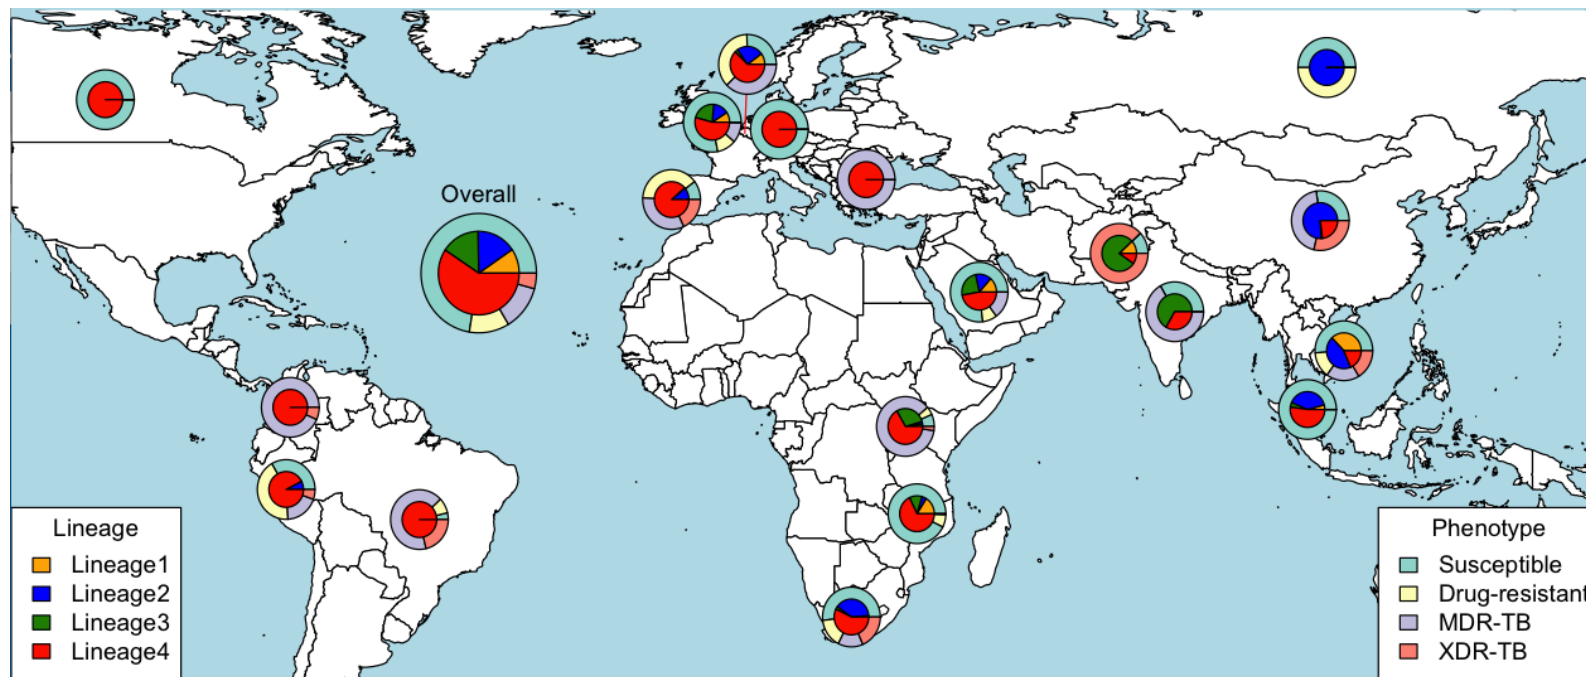 Overall
Lineage
Lineage1
Lineage2
Lineage3
Lineage4
Phenotype
Susceptible
Drug-resistant
MDR-TB
XDR-TB